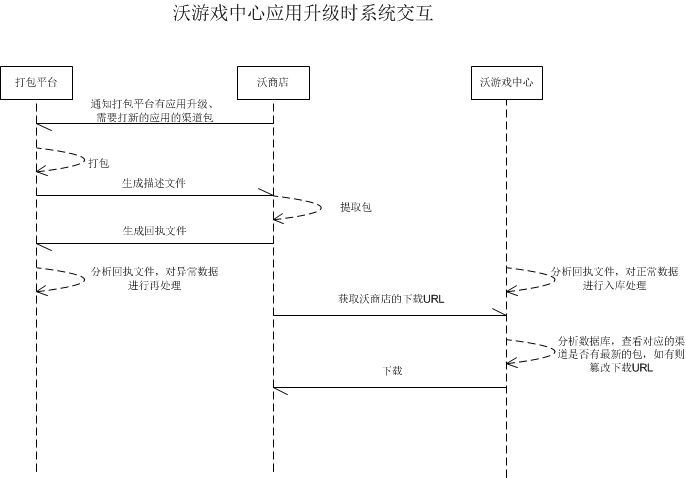 沃游戏中心应用升级时系统交互
打包平台
沃商店
沃游戏中心
通知打包平台有应用升级、
需要打新的应用的渠道包
打包
生成描述文件
提取包
生成回执文件
分析回执文件，对异常数据
进行再处理
分析回执文件，对正常数据
进行入库处理
获取沃商店的下载URL
分析数据库，查看对应的渠
道是否有最新的包，如有则
篡改下载URL
下载